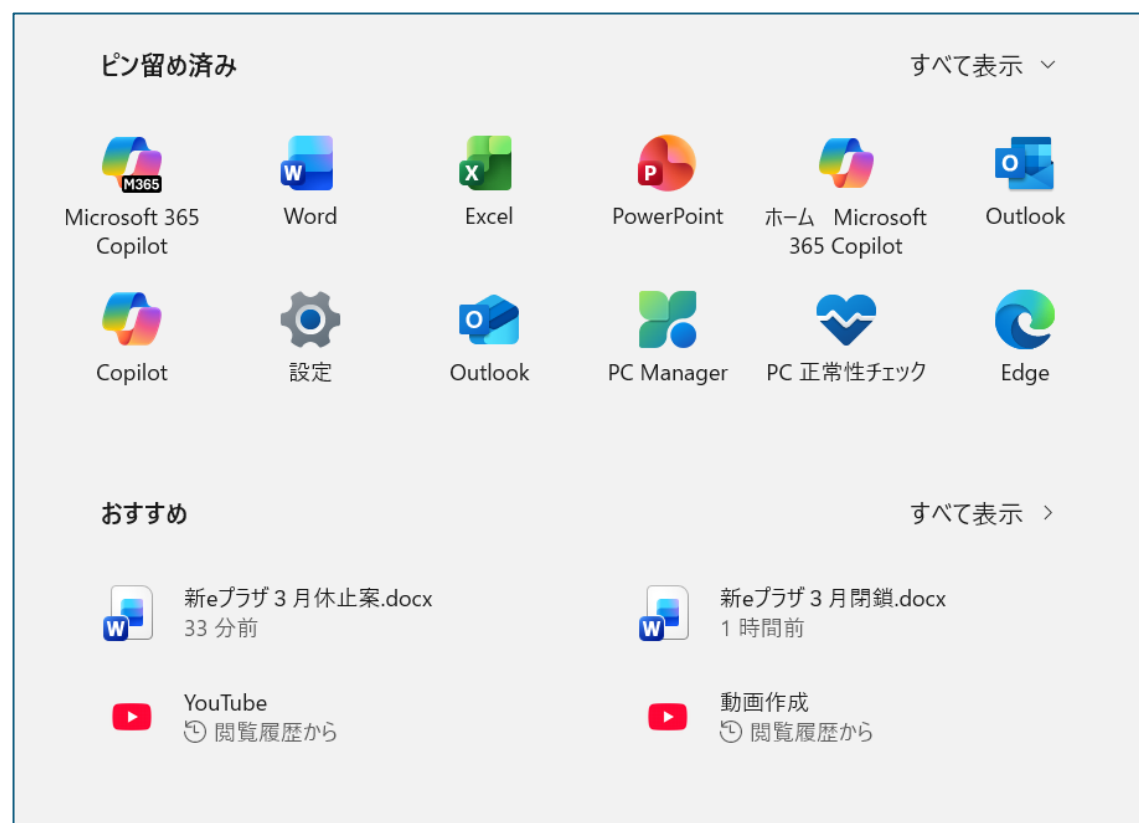 ピン留め済み
すべて表示
M365
W
X
P
O
Microsoft 365
Copilot
Word
Excel
PowerPoint
ホーム　Microsoft
365 Copilot
Outlook
O
Copilot
設定
Outlook
PC Manager
PC 正常性チェック
Edge
おすすめ
すべて表示
W
新eプラザ３月休止案.docx
33 分前
W
新eプラザ３月閉鎖.docx
1 時間前
YouTube
閲覧履歴から
動画作成
閲覧履歴から